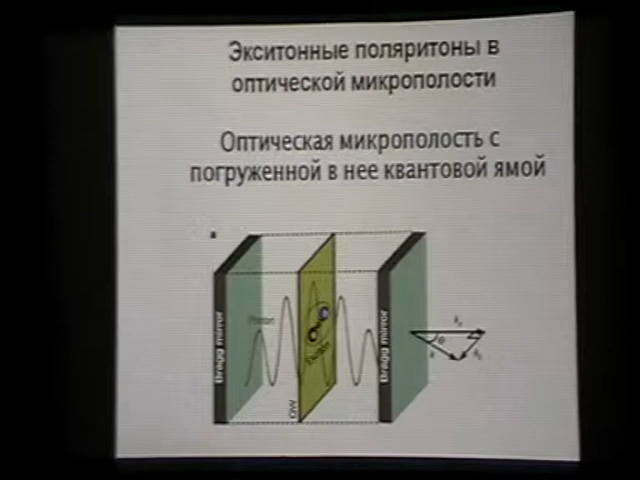 Экситонные поляритоны в
оптической микрополости
Оптическая микрополость с
погруженной в нее квантовой ямой
Photon
Exciton
Bragg mirror
QW
Bragg mirror
θ